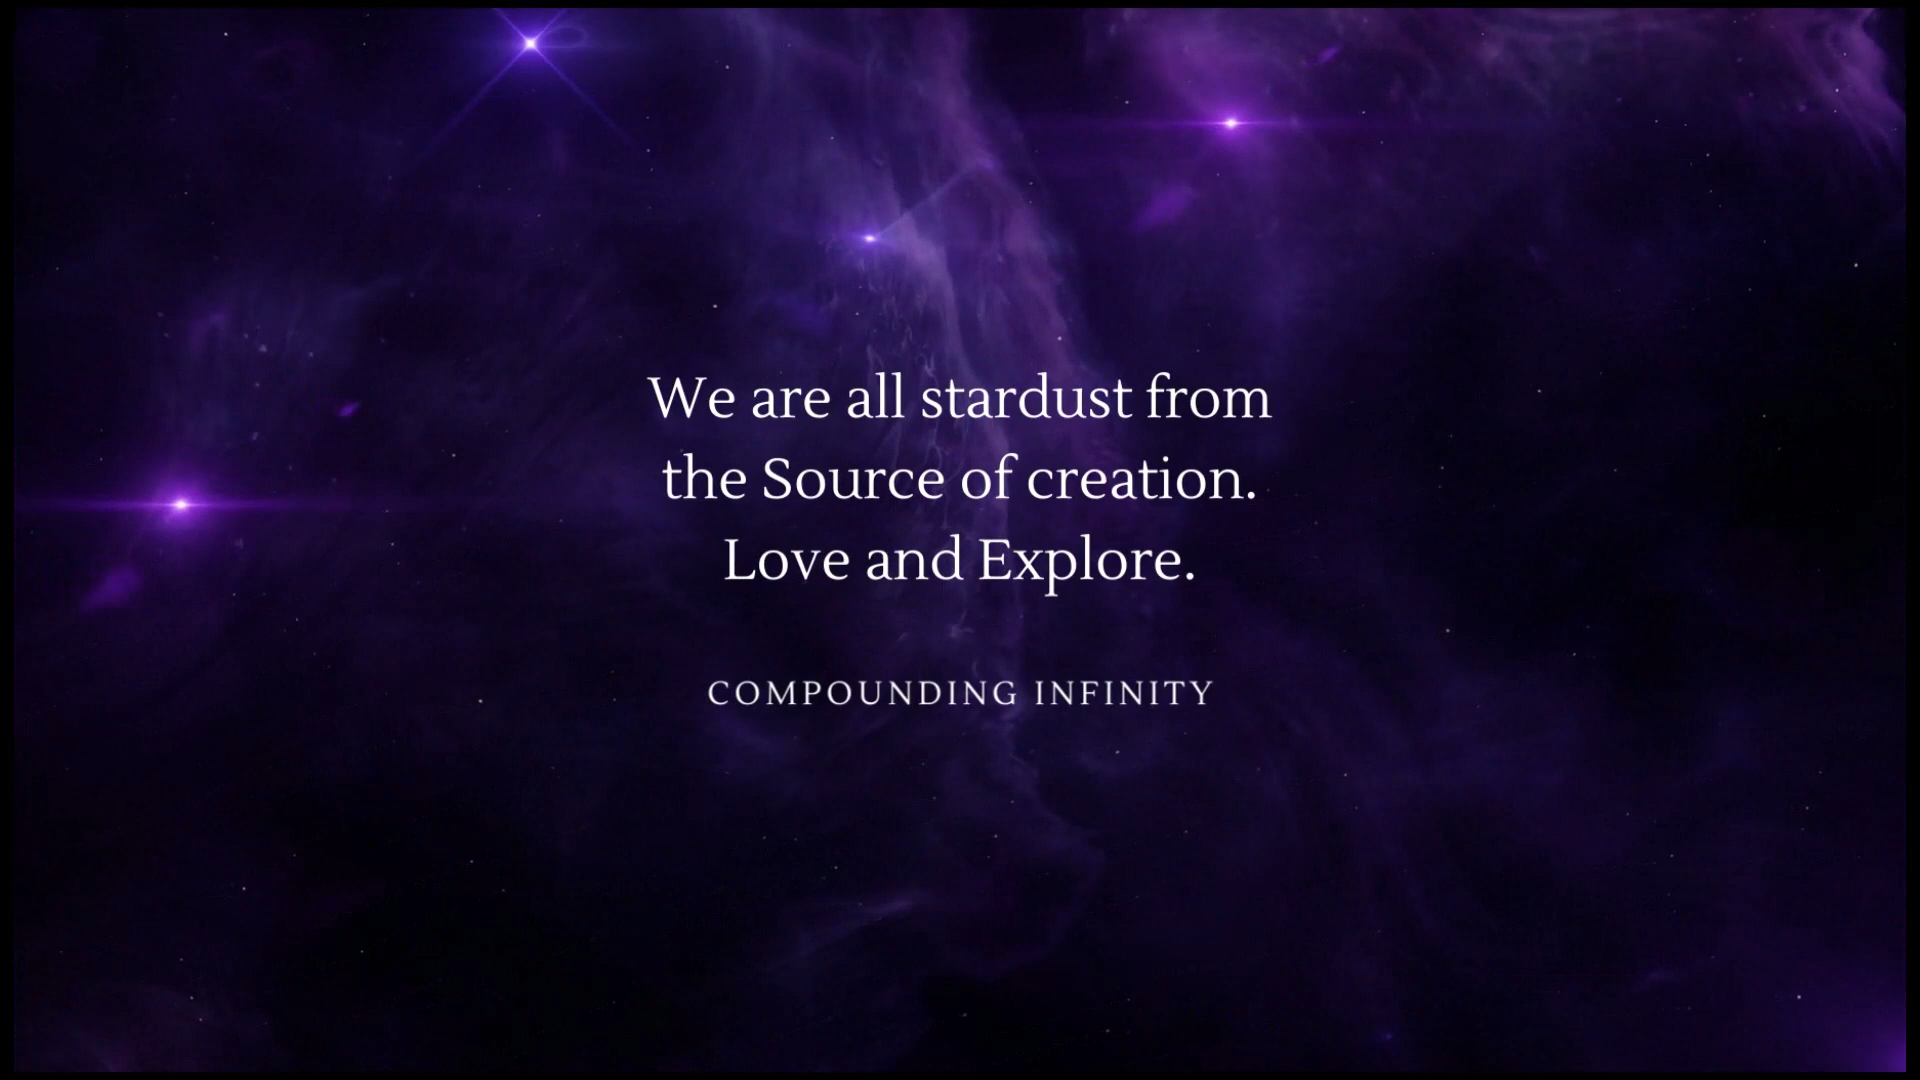 We are all stardust from
the Source of creation.
Love and Explore.
COMPOUNDING INFINITY